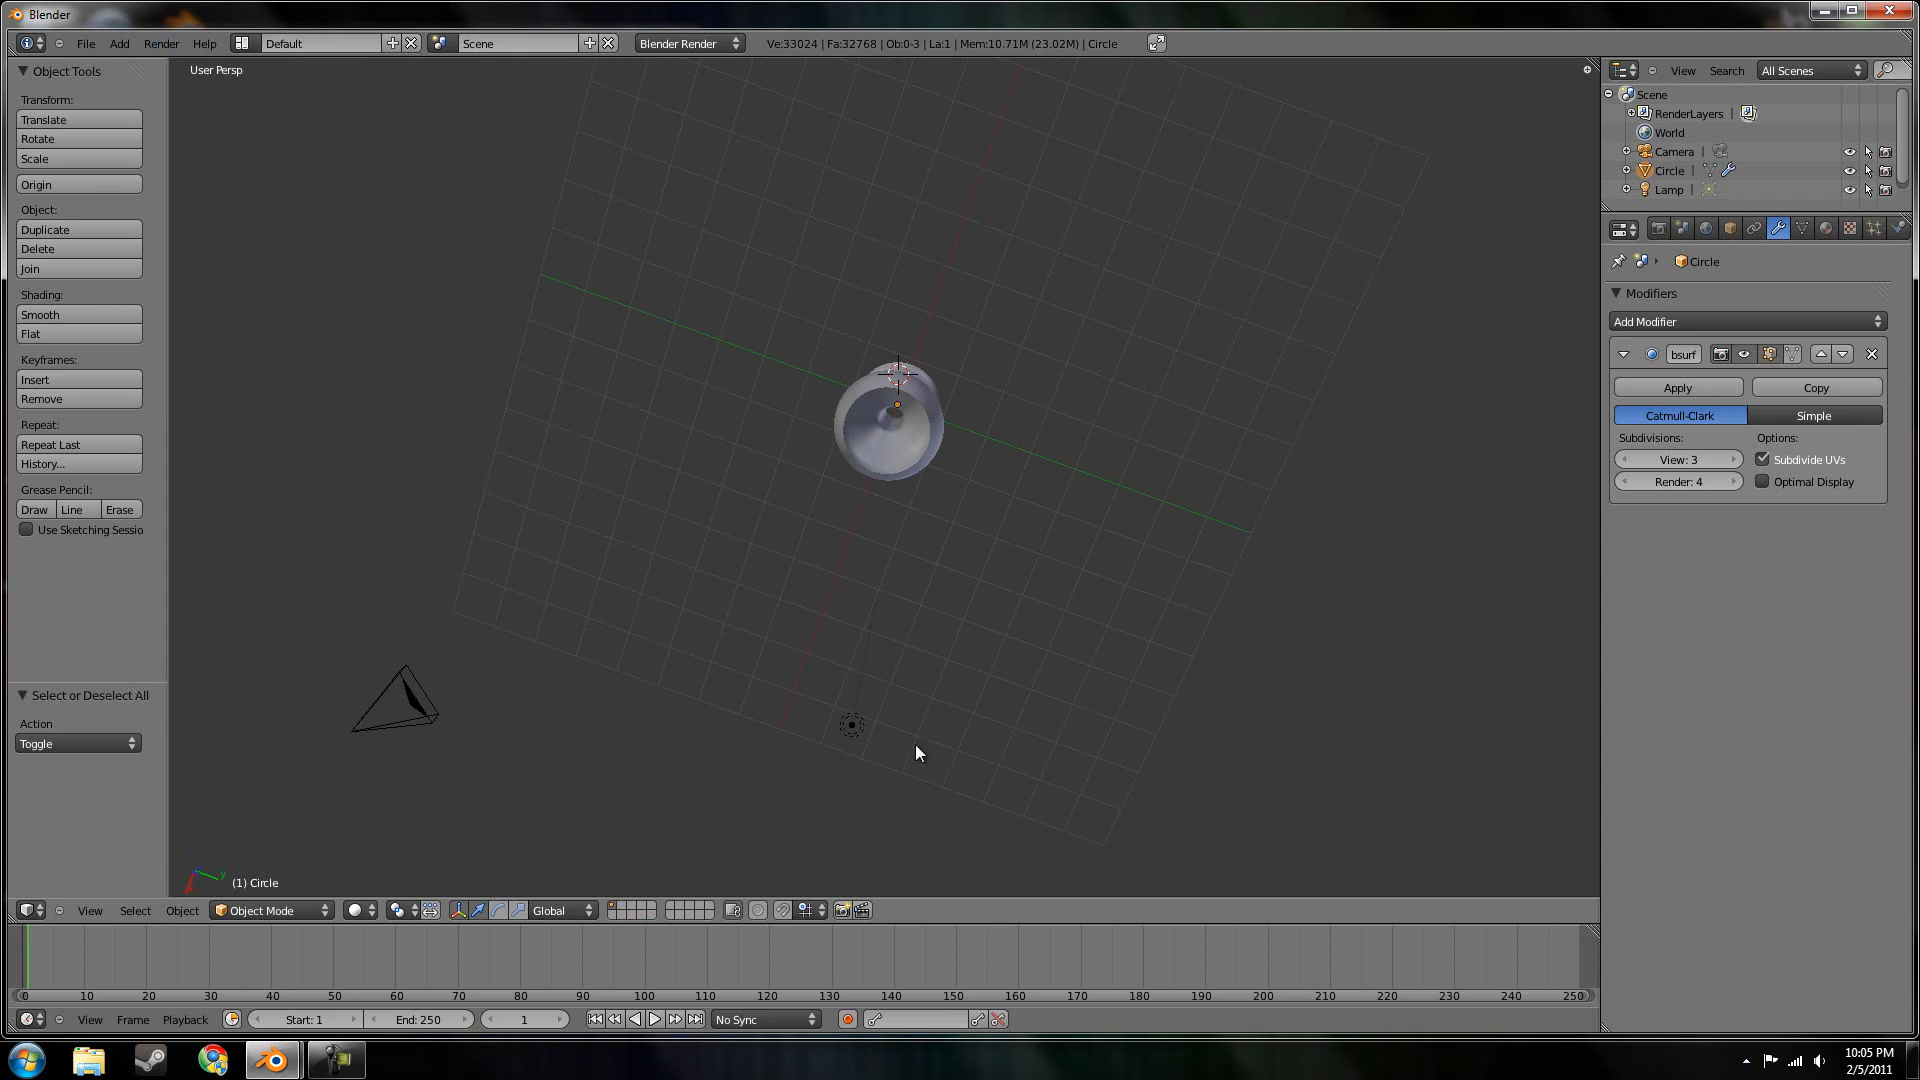 Blender
File Add Render Help Default Scene Blender Render Ve:33024 | Fa:32768 | Ob:0-3 | La:1 | Mem:10.71M (23.02M) | Circle
Object Tools
Transform:
Translate
Rotate
Scale
Origin
Object:
Duplicate
Delete
Join
Shading:
Smooth
Flat
Keyframes:
Insert
Remove
Repeat:
Repeat Last
History...
Grease Pencil:
Draw Line Erase
Use Sketching Sessio
Select or Deselect All
Action
Toggle
User Persp
y
(1) Circle
View Select Object Object Mode Global
0 10 20 30 40 50 60 70 80 90 100 110 120 130 140 150 160 170 180 190 200 210 220 230 240 250
View Frame Playback Start: 1 End: 250 1 No Sync
View Search All Scenes
Scene
RenderLayers |
World
Camera |
Circle |
Lamp |
Circle
Modifiers
Add Modifier
bsurf
Apply Copy
Catmull-Clark Simple
Subdivisions: Options:
View: 3 Subdivide UVs
Render: 4 Optimal Display
10:05 PM
2/5/2011